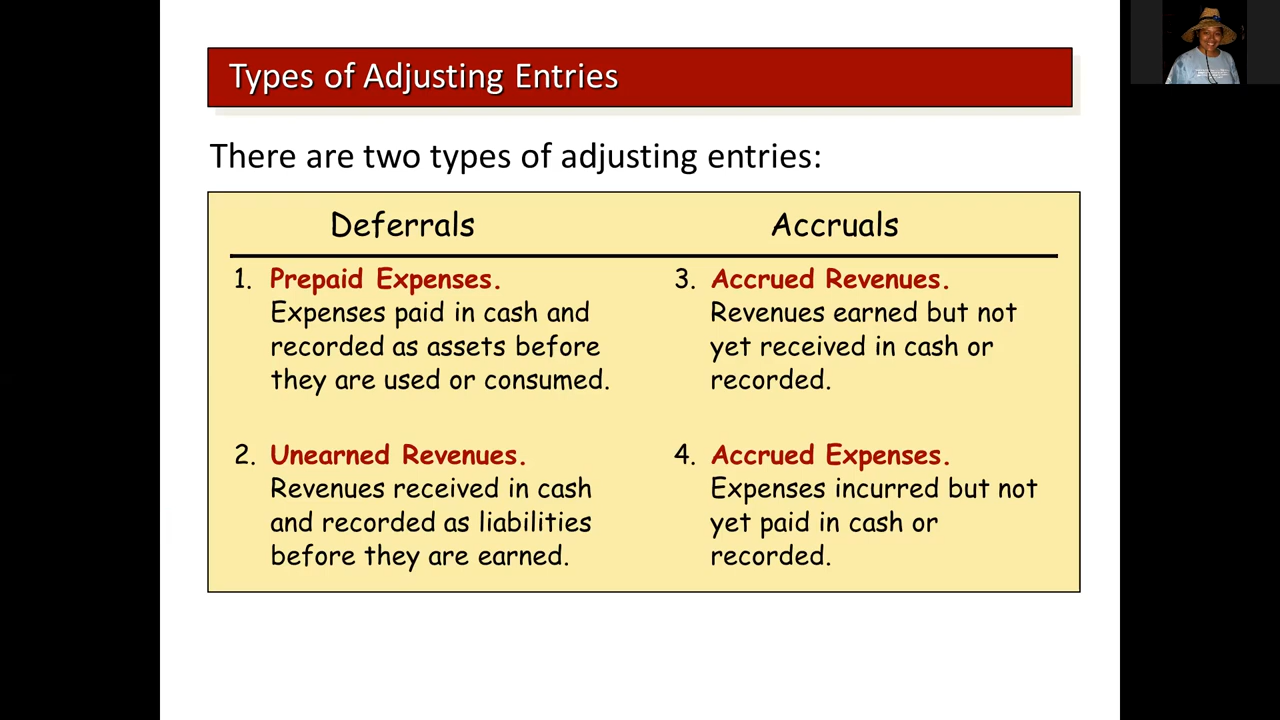 Types of Adjusting Entries
There are two types of adjusting entries:
Deferrals
1. Prepaid Expenses.
Expenses paid in cash and
recorded as assets before
they are used or consumed.
2. Unearned Revenues.
Revenues received in cash
and recorded as liabilities
before they are earned.
Accruals
3. Accrued Revenues.
Revenues earned but not
yet received in cash or
recorded.
4. Accrued Expenses.
Expenses incurred but not
yet paid in cash or
recorded.